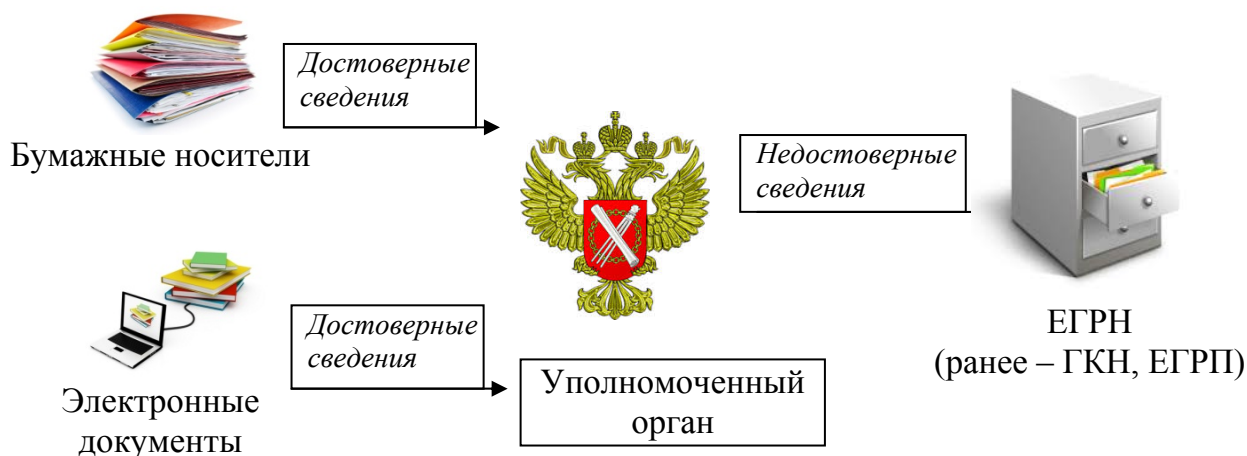 Достоверные
сведения
Бумажные носители
Недостоверные
сведения
Достоверные
сведения
Электронные
документы
Уполномоченный
орган
ЕГРН
(ранее – ГКН, ЕГРП)